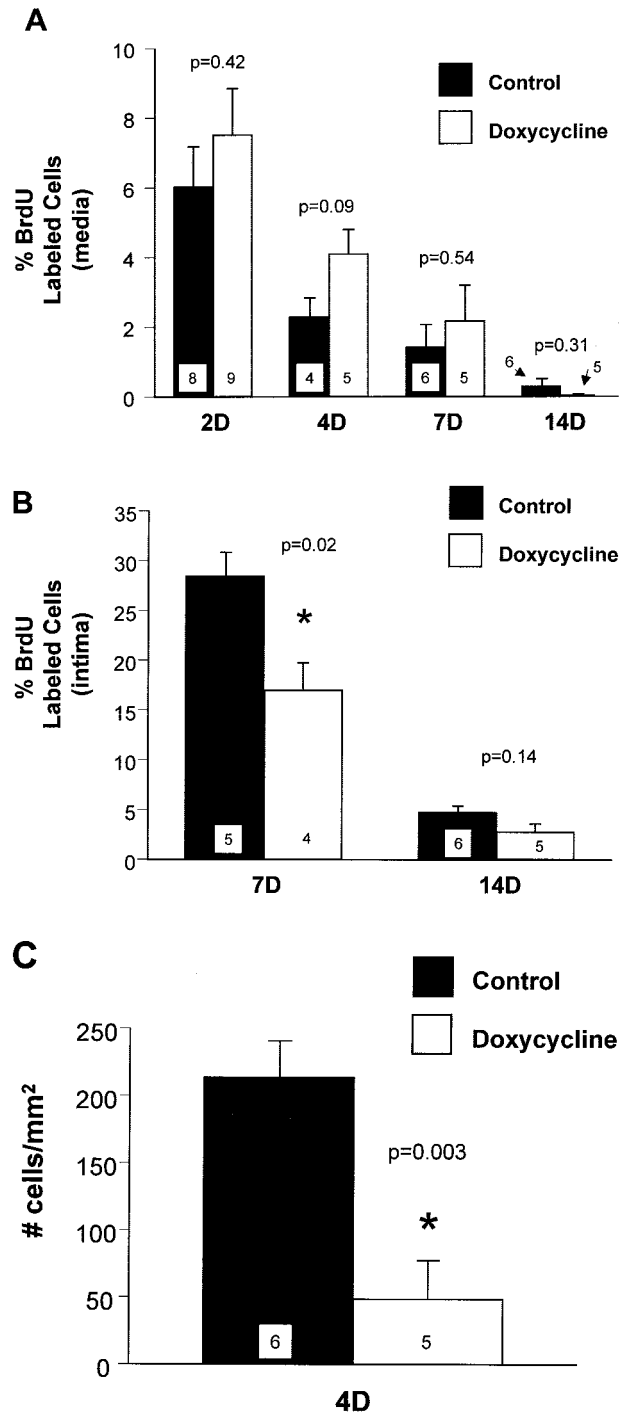 A
10
8
6
4
2
0
% BrdU
Labeled Cells
(media)
p=0.42
p=0.09
p=0.54
p=0.31
Control
Doxycycline
8
9
4
5
6
5
6
5
2D
4D
7D
14D
B
35
30
25
20
15
10
5
0
% BrdU
Labeled Cells
(intima)
p=0.02
*
p=0.14
Control
Doxycycline
5
4
6
5
7D
14D
C
250
200
150
100
50
0
# cells/mm²
Control
Doxycycline
p=0.003
*
6
5
4D